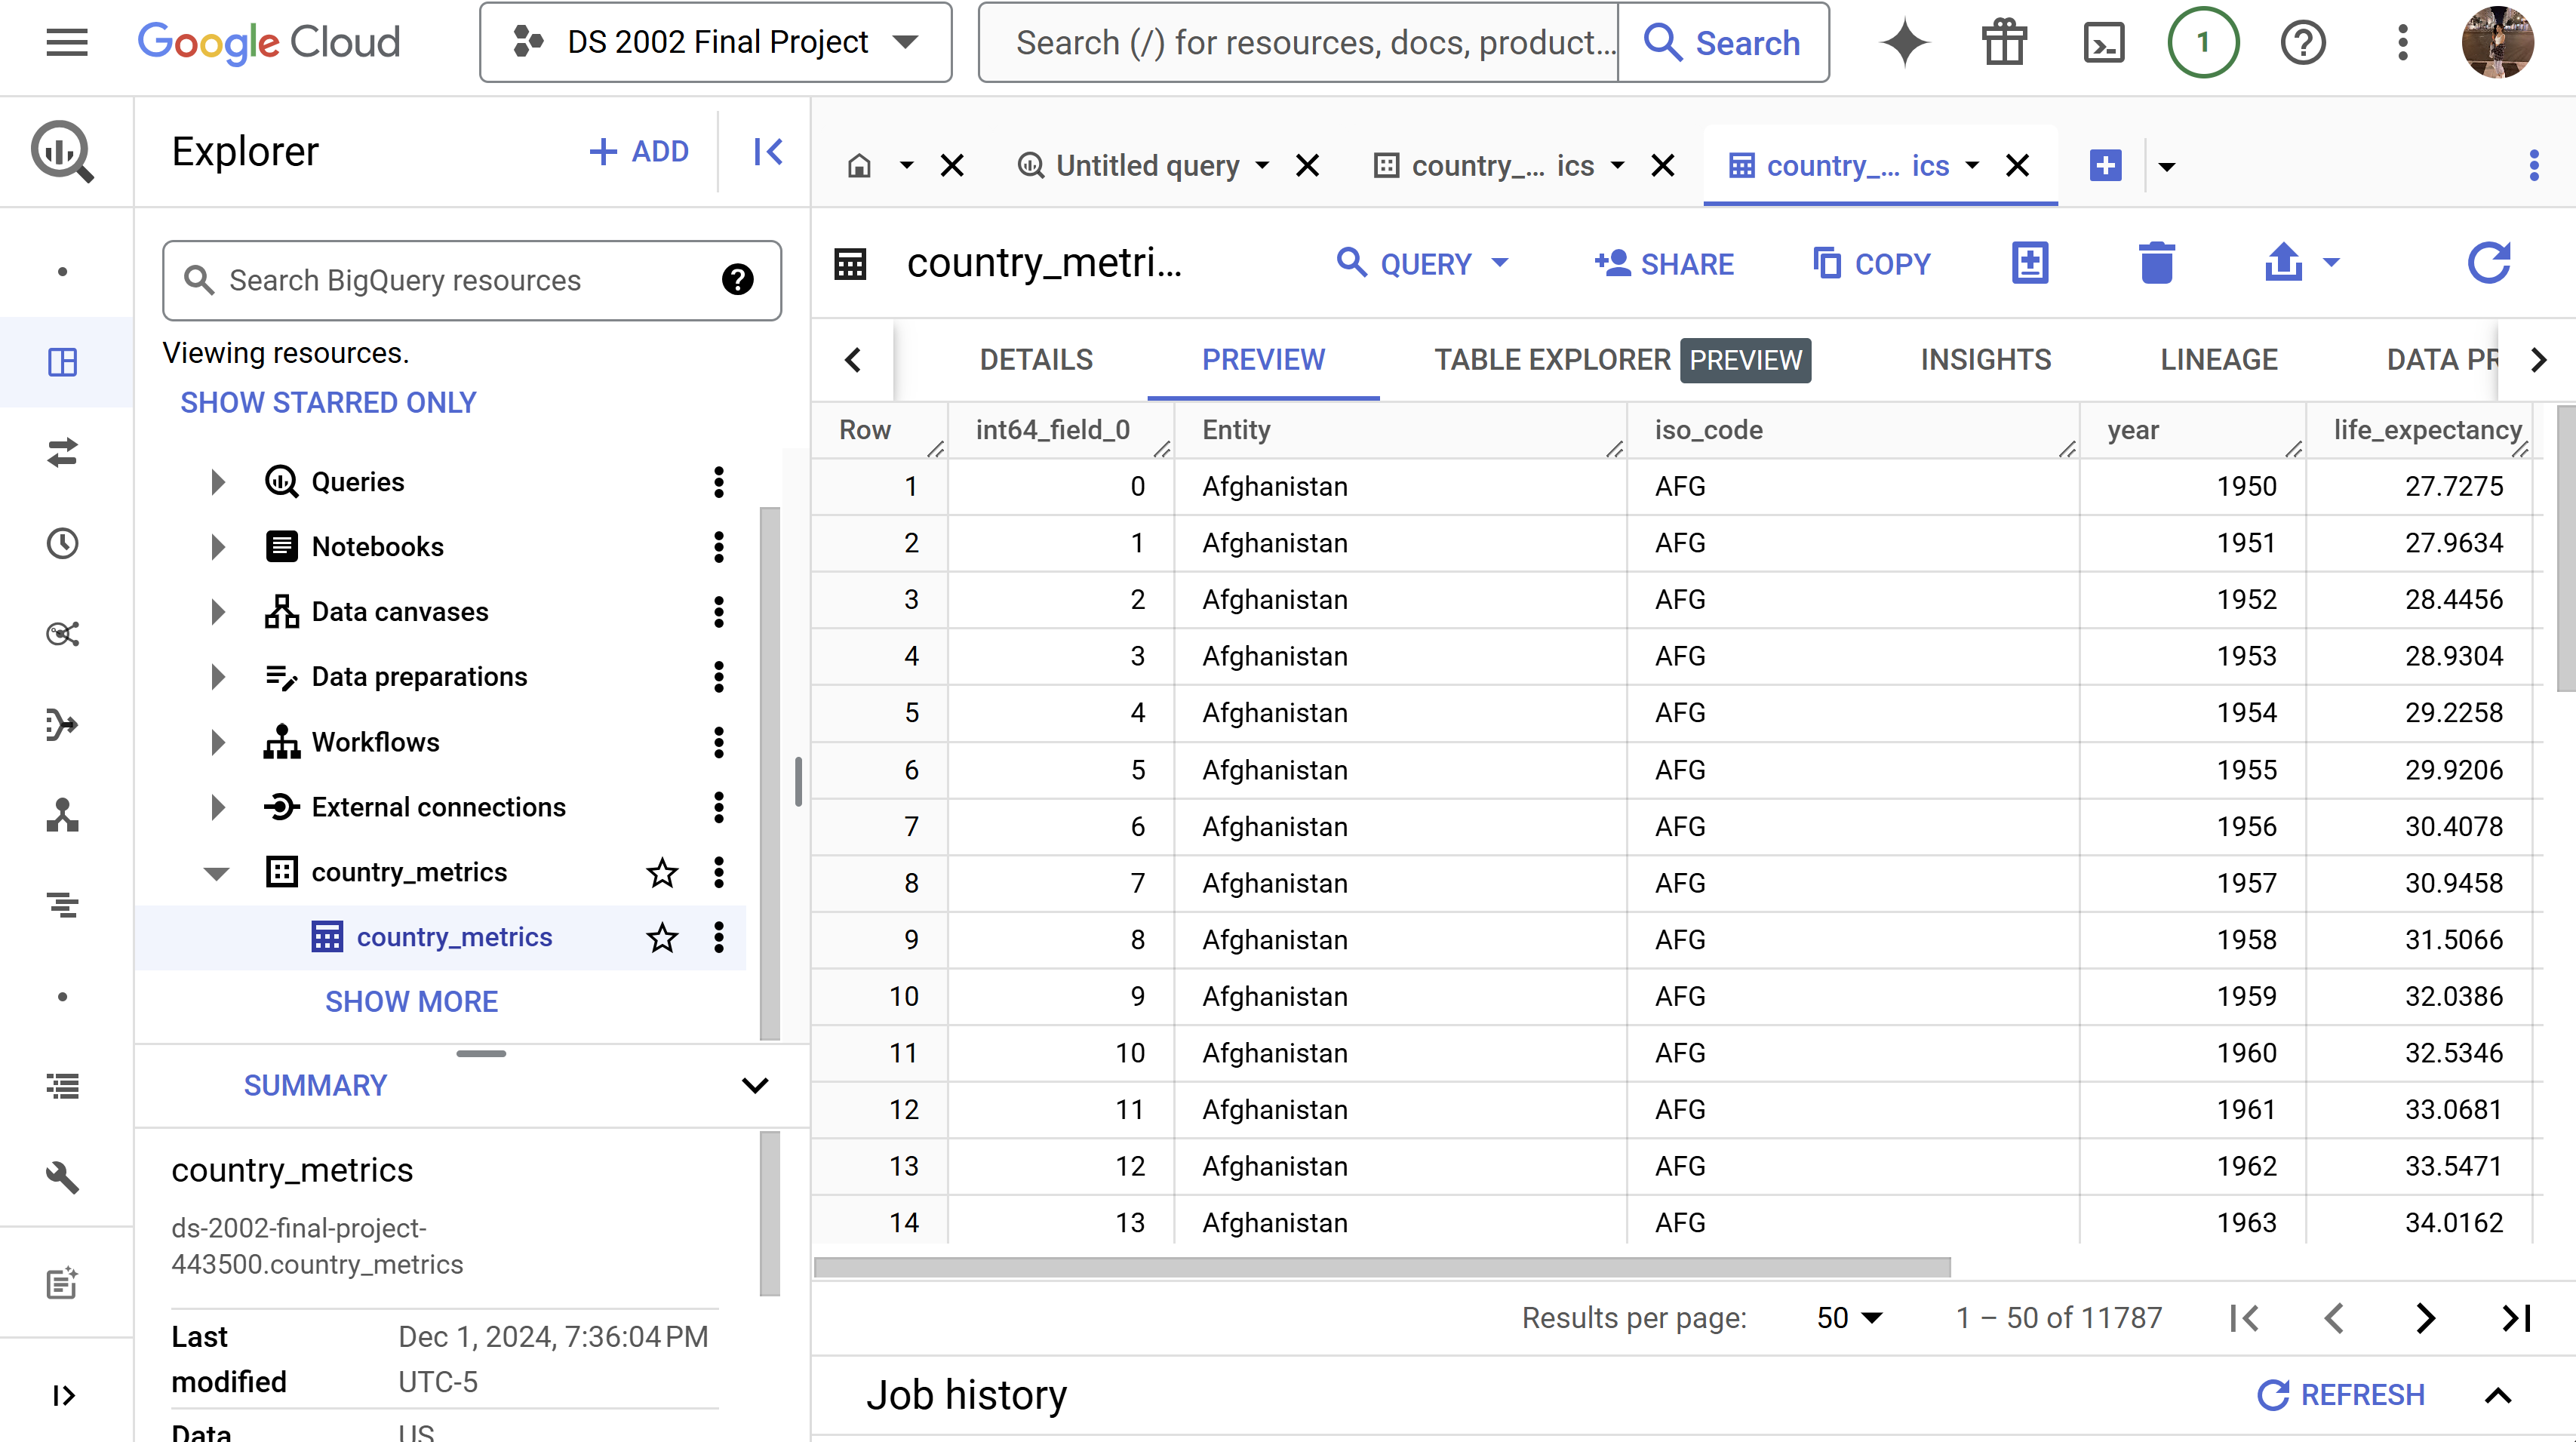 Google Cloud
DS 2002 Final Project
Search (/) for resources, docs, product...
Search
1
Explorer
+ ADD
Untitled query
country_... ics
country_... ics
Search BigQuery resources
Viewing resources.
SHOW STARRED ONLY
Queries
Notebooks
Data canvases
Data preparations
Workflows
External connections
country_metrics
country_metrics
SHOW MORE
SUMMARY
country_metrics
ds-2002-final-project-
443500.country_metrics
Last modified Dec 1, 2024, 7:36:04 PM UTC-5
Data US
country_metri...
QUERY SHARE COPY
DETAILS PREVIEW TABLE EXPLORER PREVIEW INSIGHTS LINEAGE DATA PR
Row int64_field_0 Entity iso_code year life_expectancy
1 0 Afghanistan AFG 1950 27.7275
2 1 Afghanistan AFG 1951 27.9634
3 2 Afghanistan AFG 1952 28.4456
4 3 Afghanistan AFG 1953 28.9304
5 4 Afghanistan AFG 1954 29.2258
6 5 Afghanistan AFG 1955 29.9206
7 6 Afghanistan AFG 1956 30.4078
8 7 Afghanistan AFG 1957 30.9458
9 8 Afghanistan AFG 1958 31.5066
10 9 Afghanistan AFG 1959 32.0386
11 10 Afghanistan AFG 1960 32.5346
12 11 Afghanistan AFG 1961 33.0681
13 12 Afghanistan AFG 1962 33.5471
14 13 Afghanistan AFG 1963 34.0162
Results per page: 50 1 – 50 of 11787
Job history
REFRESH